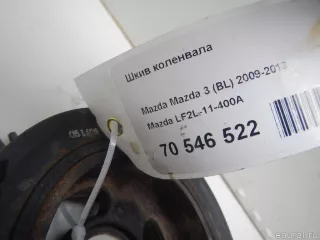 Шкив коленвала
Mazda Mazda 3 (BL) 2009-2013
Mazda LF2L-11-400A
70 546 522